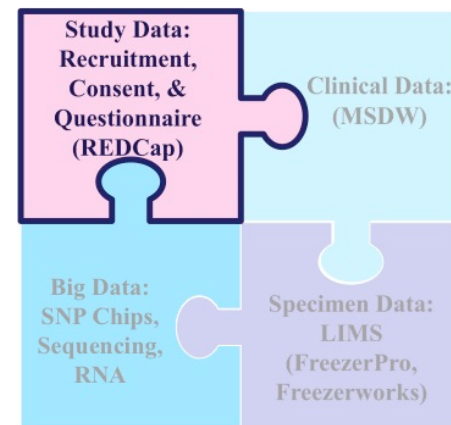 Study Data:
Recruitment,
Consent, &
Questionnaire
(REDCap)
Clinical Data:
(MSDW)
Big Data:
SNP Chips,
Sequencing,
RNA
Specimen Data:
LIMS
(FreezerPro,
Freezerworks)